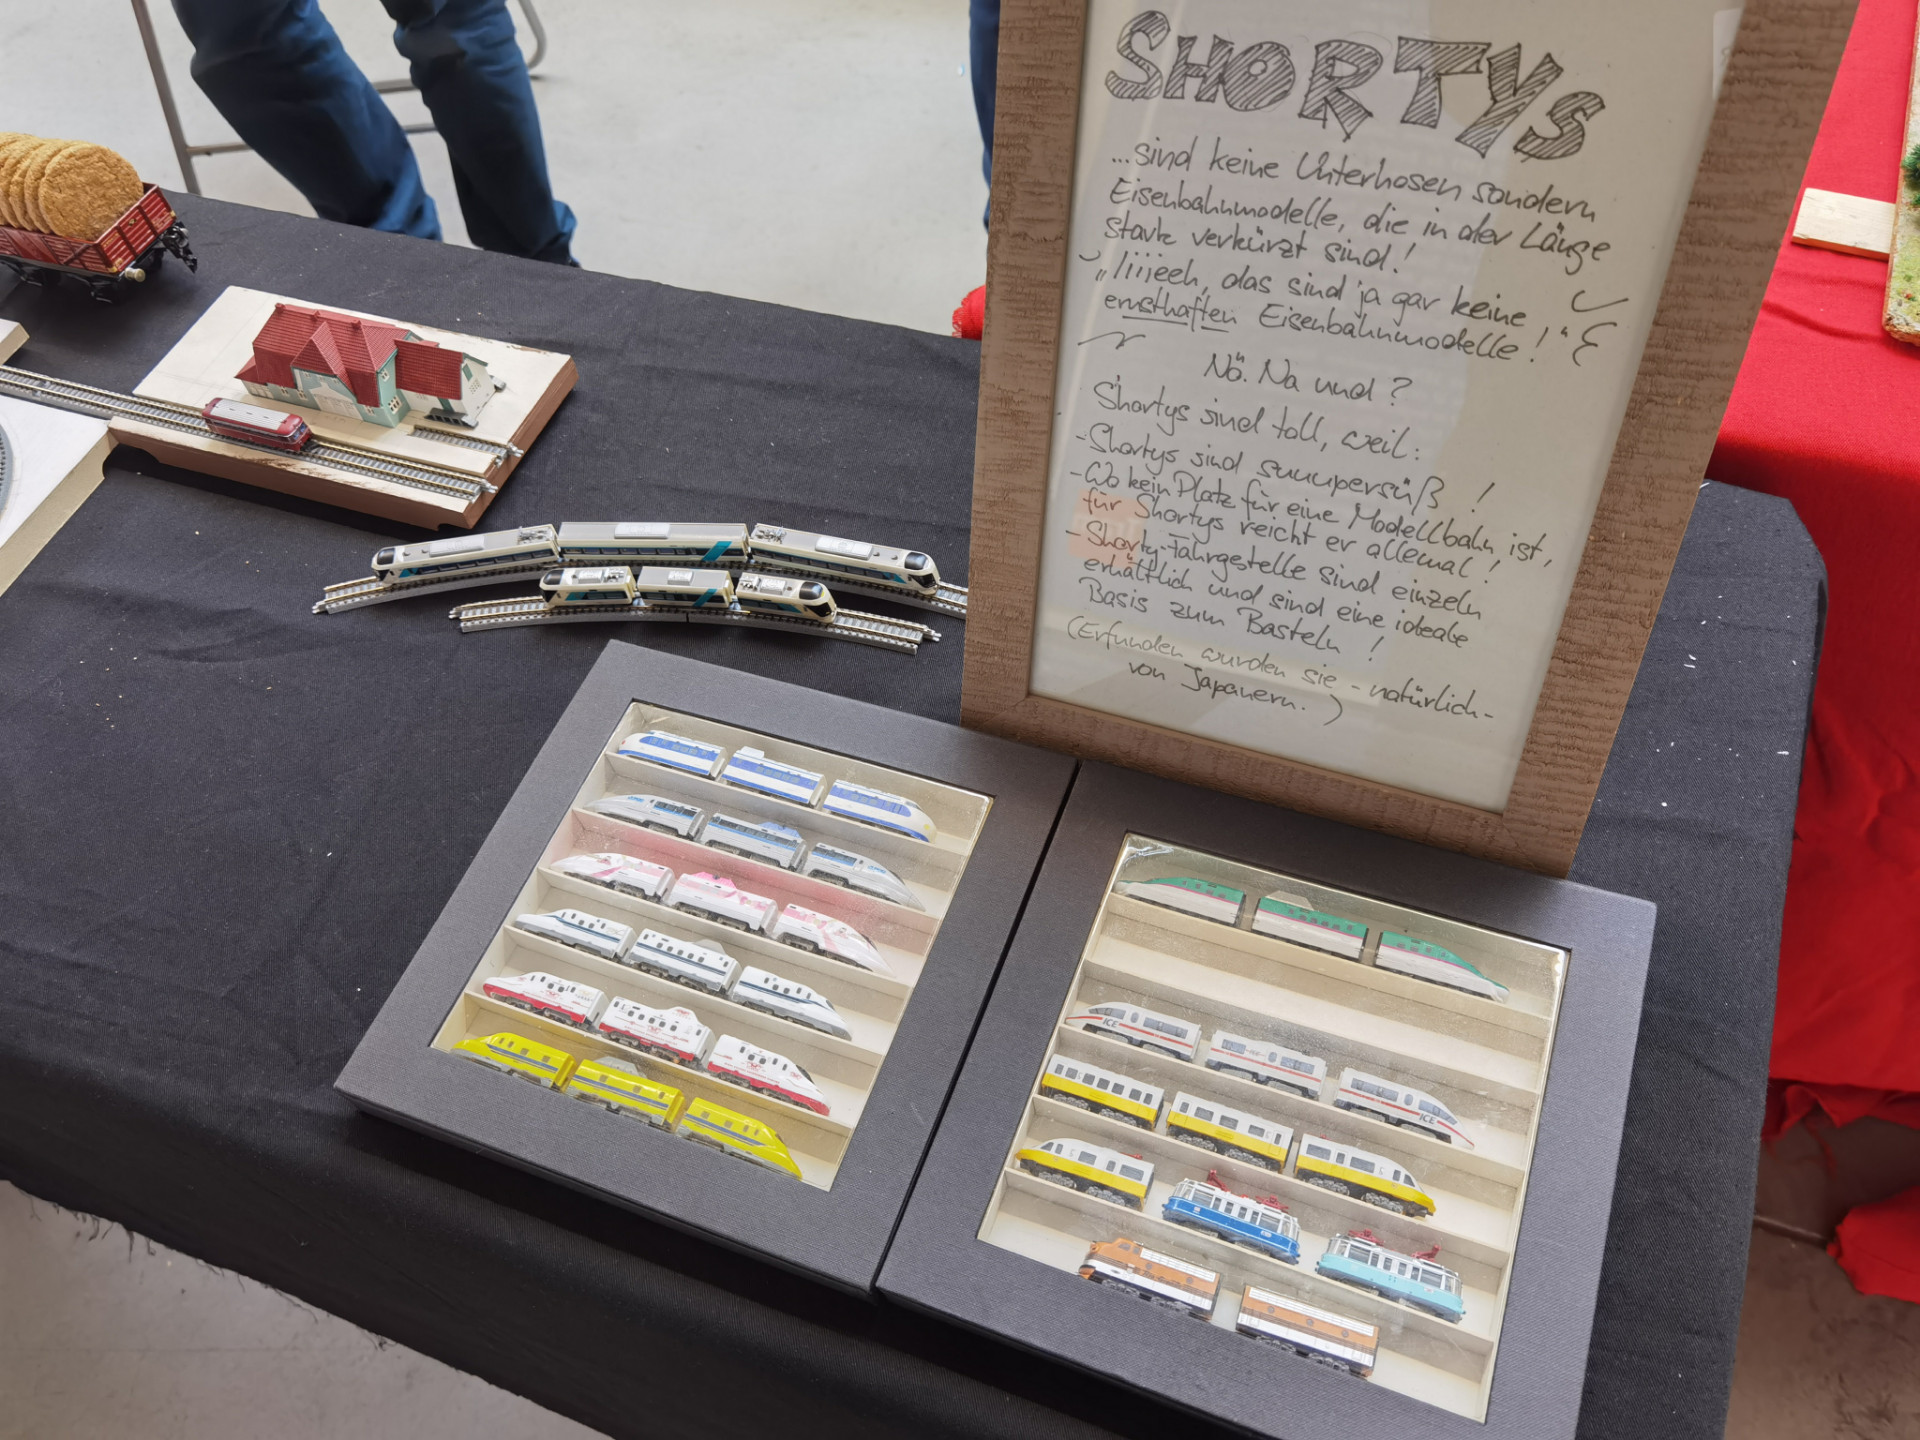 SHORTYS
...sind keine Unterhosen sondern
Eisenbahnmodelle, die in der Länge
stark verkürzt sind!
„Iiiieeh, das sind ja gar keine
ernsthaften Eisenbahnmodelle!“
Nö. Na und?
Shortys sind toll, weil:
- Shortys sind suuupersüß!
- Wo kein Platz für eine Modellbahn ist,
für Shortys reicht er allemal!
- Shorty-Fahrgestelle sind einzeln
erhältlich und sind eine ideale
Basis zum Basteln!
(Erfunden wurden sie - natürlich -
von Japanern.)
ICE
ICE